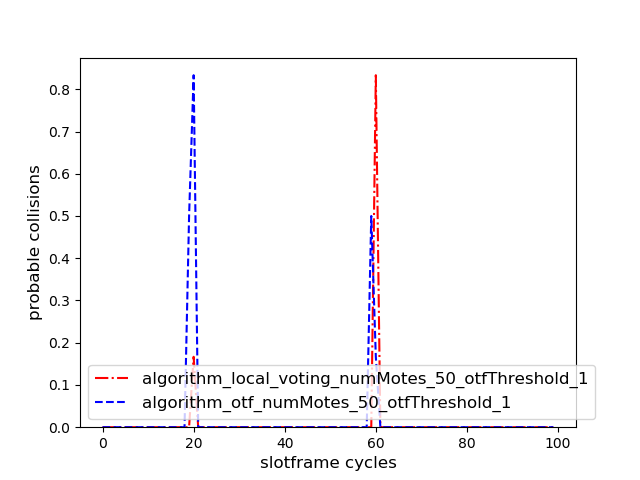 0.8
0.7
0.6
0.5
0.4
0.3
0.2
0.1
0.0
probable collisions
algorithm_local_voting_numMotes_50_otfThreshold_1
algorithm_otf_numMotes_50_otfThreshold_1
0 20 40 60 80 100
slotframe cycles